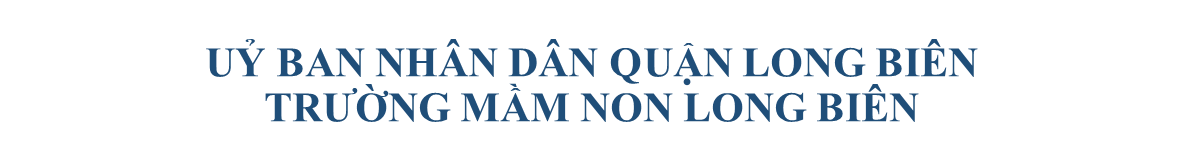 UỶ BAN NHÂN DÂN QUẬN LONG BIÊN
TRƯỜNG MẦM NON LONG BIÊN